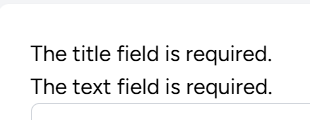 The title field is required.
The text field is required.